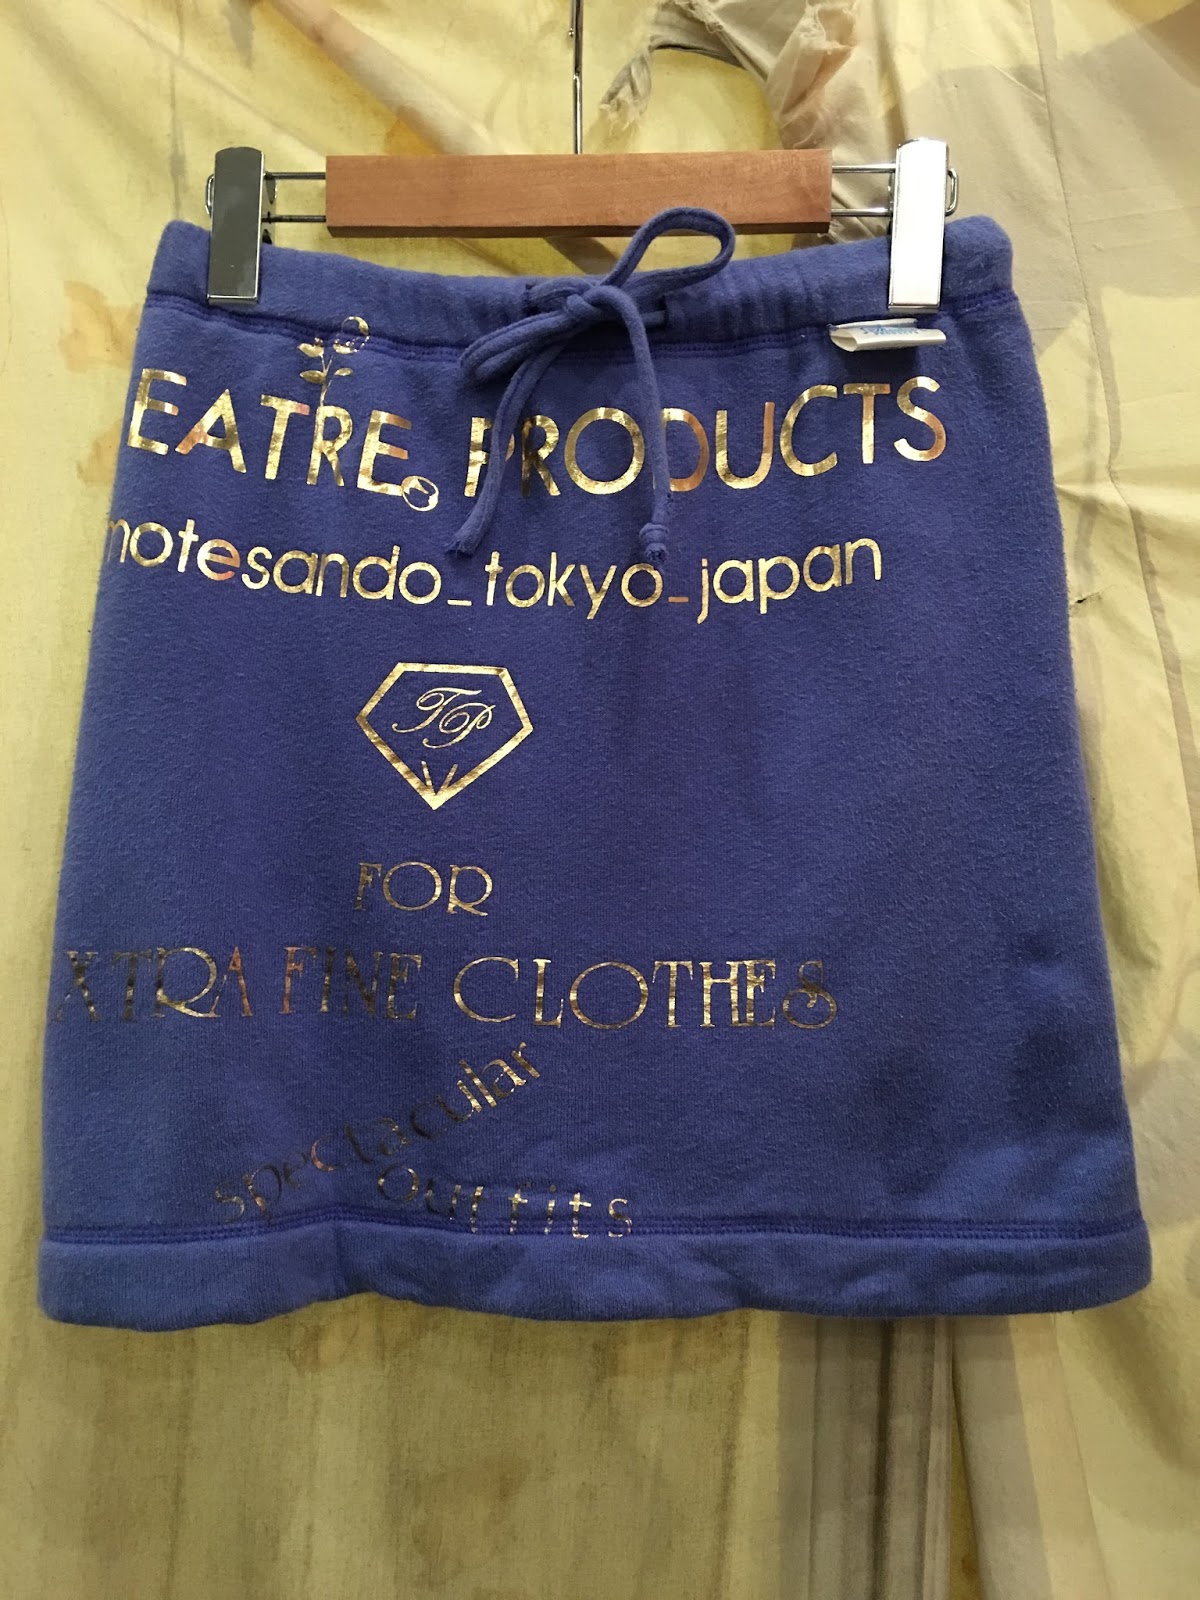 EATRE PRODUCTS
motesando_tokyo_japan
TP
FOR
XTRA FINE CLOTHES
spectacular
outfits